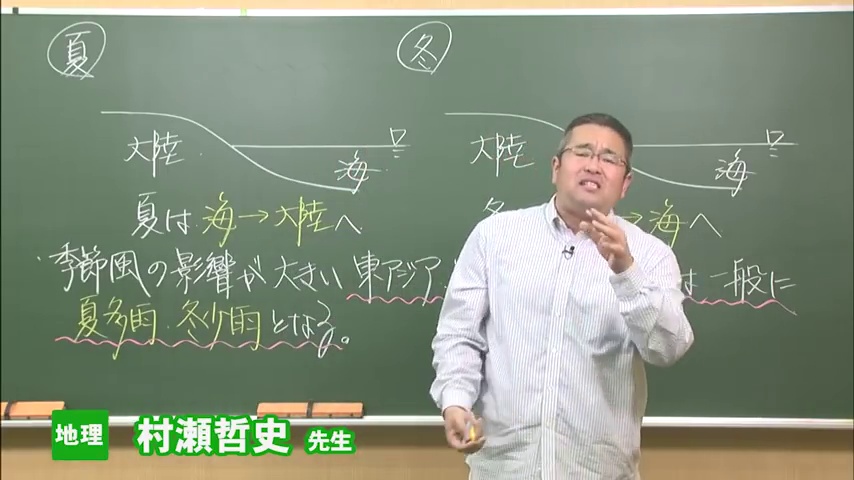 夏
冬
大陸
海
大陸
海
夏は 海→大陸へ
→海へ
・季節風の影響が大きい 東アジア
は一般に
夏多雨・冬少雨となる。
地理 村瀬哲史 先生